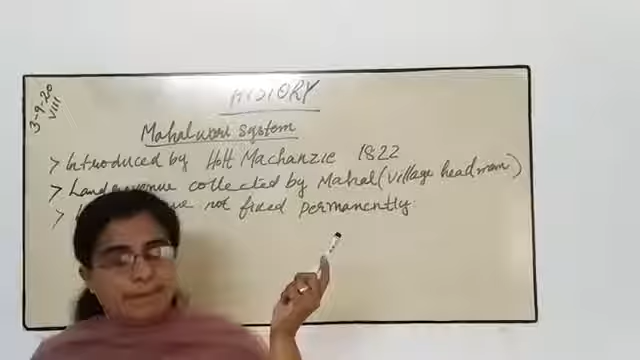 3-9-20
VIII
HISTORY
Mahalwari System
> Introduced by Holt Machanzie 1822
> Land revenue collected by Mahal (village headman)
> not fixed permanently